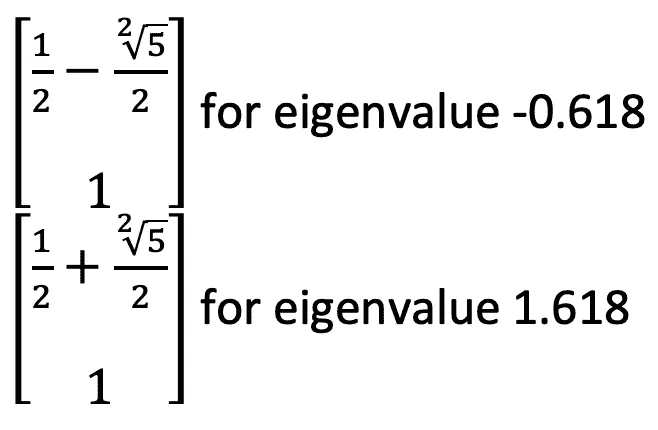 [1/2 − ²√5/2
1] for eigenvalue -0.618
[1/2 + ²√5/2
1] for eigenvalue 1.618